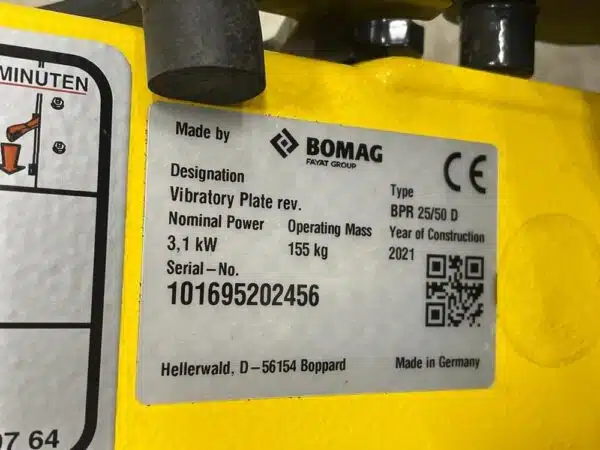 MINUTEN
Made by
BOMAG
FAYAT GROUP
CE
Designation
Vibratory Plate rev.
Type
BPR 25/50 D
Nominal Power
Operating Mass
Year of Construction
3,1 kW
155 kg
2021
Serial–No.
101695202456
Hellerwald, D–56154 Boppard
Made in Germany
07 64